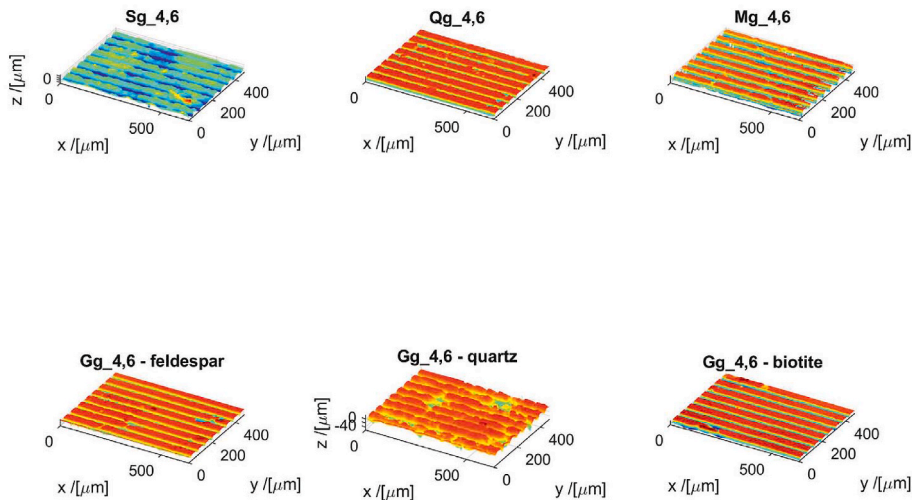 Sg_4,6
z /[μm]
0
0
500
x /[μm]
0
200
400
y /[μm]
Qg_4,6
0
500
x /[μm]
0
200
400
y /[μm]
Mg_4,6
0
500
x /[μm]
0
200
400
y /[μm]
Gg_4,6 - feldespar
0
500
x /[μm]
0
200
400
y /[μm]
Gg_4,6 - quartz
z /[μm]
0
-40
0
500
x /[μm]
0
200
400
y /[μm]
Gg_4,6 - biotite
0
500
x /[μm]
0
200
400
y /[μm]